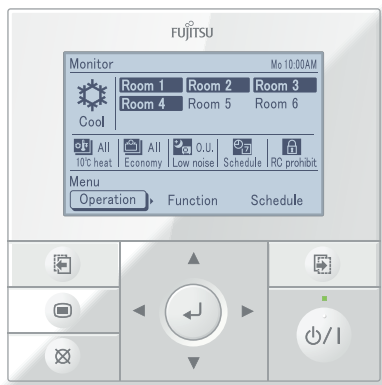 FUJITSU
Monitor Mo 10:00AM
Room 1 Room 2 Room 3
Room 4 Room 5 Room 6
Cool
All All O.U. 7
10°C heat Economy Low noise Schedule RC prohibit
Menu
Operation Function Schedule